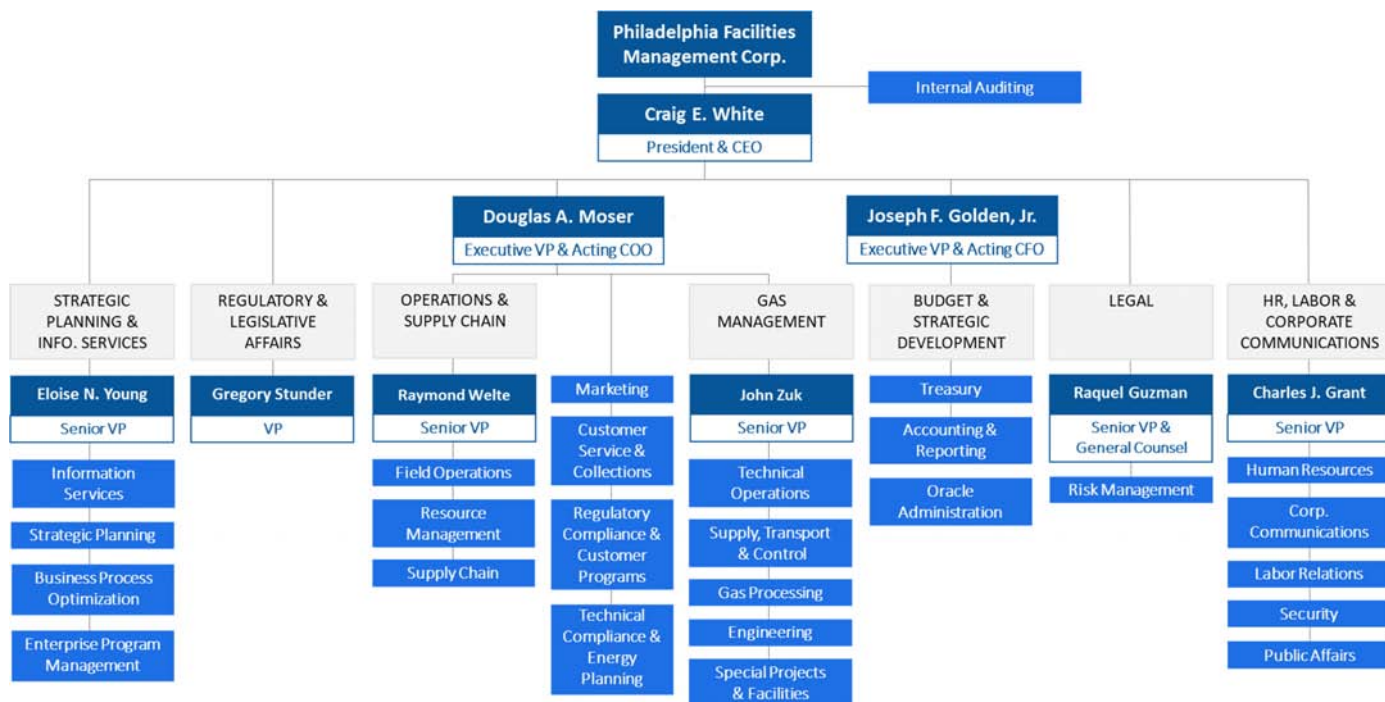 Philadelphia Facilities
Management Corp.
Internal Auditing
Craig E. White
President & CEO
Douglas A. Moser
Executive VP & Acting COO
Joseph F. Golden, Jr.
Executive VP & Acting CFO
STRATEGIC
PLANNING &
INFO. SERVICES
Eloise N. Young
Senior VP
Information
Services
Strategic Planning
Business Process
Optimization
Enterprise Program
Management
REGULATORY &
LEGISLATIVE
AFFAIRS
Gregory Stunder
VP
OPERATIONS &
SUPPLY CHAIN
Raymond Welte
Senior VP
Field Operations
Resource
Management
Supply Chain
Marketing
Customer
Service &
Collections
Regulatory
Compliance &
Customer
Programs
Technical
Compliance &
Energy
Planning
GAS
MANAGEMENT
John Zuk
Senior VP
Technical
Operations
Supply, Transport
& Control
Gas Processing
Engineering
Special Projects
& Facilities
BUDGET &
STRATEGIC
DEVELOPMENT
Treasury
Accounting &
Reporting
Oracle
Administration
LEGAL
Raquel Guzman
Senior VP &
General Counsel
Risk Management
HR, LABOR &
CORPORATE
COMMUNICATIONS
Charles J. Grant
Senior VP
Human Resources
Corp.
Communications
Labor Relations
Security
Public Affairs